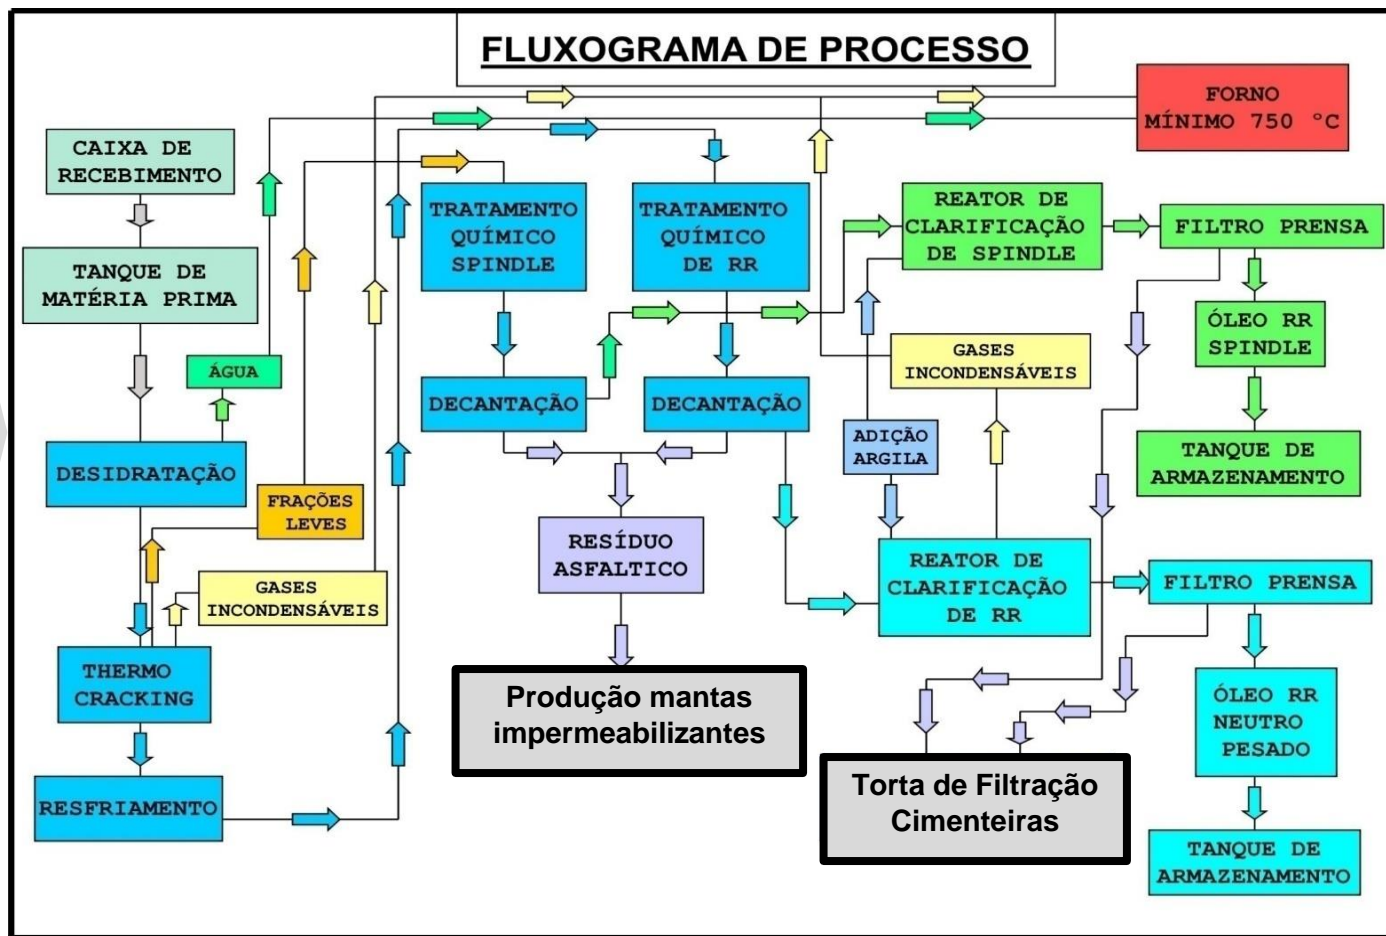 FLUXOGRAMA DE PROCESSO
FORNO
MÍNIMO 750 °C
CAIXA DE
RECEBIMENTO
TANQUE DE
MATÉRIA PRIMA
ÁGUA
DESIDRATAÇÃO
FRAÇÕES
LEVES
GASES
INCONDENSÁVEIS
THERMO
CRACKING
RESFRIAMENTO
TRATAMENTO
QUÍMICO
SPINDLE
TRATAMENTO
QUÍMICO
DE RR
DECANTAÇÃO
DECANTAÇÃO
RESÍDUO
ASFALTICO
Produção mantas
impermeabilizantes
REATOR DE
CLARIFICAÇÃO
DE SPINDLE
GASES
INCONDENSÁVEIS
ADIÇÃO
ARGILA
REATOR DE
CLARIFICAÇÃO
DE RR
Torta de Filtração
Cimenteiras
FILTRO PRENSA
ÓLEO RR
SPINDLE
TANQUE DE
ARMAZENAMENTO
FILTRO PRENSA
ÓLEO RR
NEUTRO
PESADO
TANQUE DE
ARMAZENAMENTO